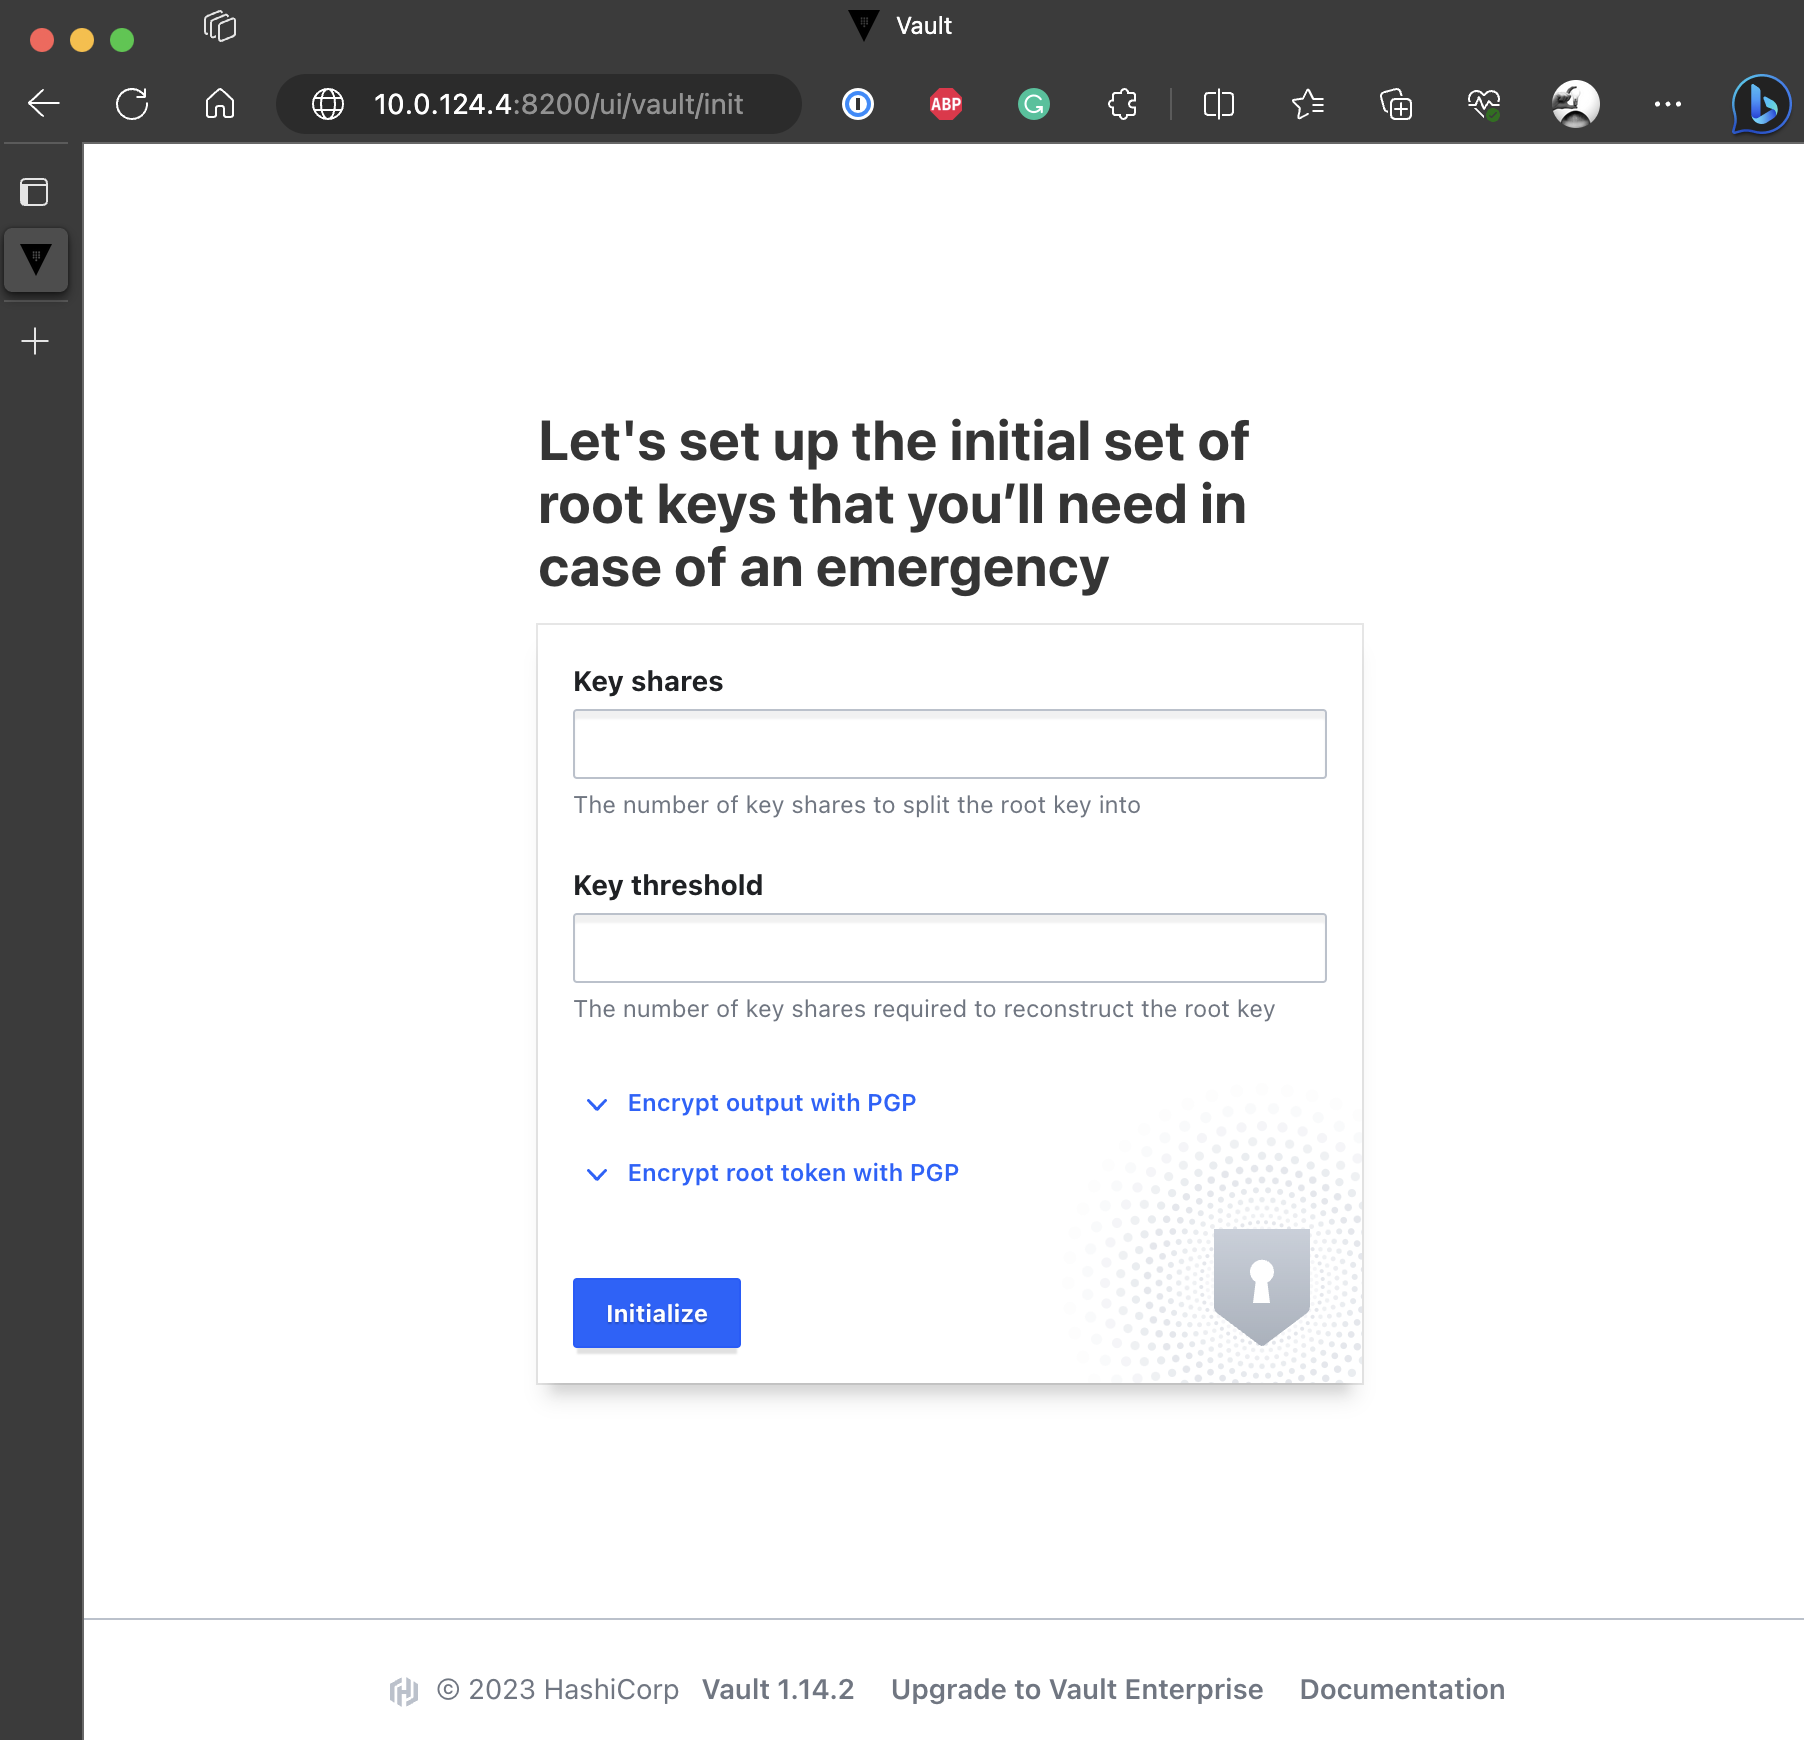 Vault
10.0.124.4:8200/ui/vault/init
ABP
Let's set up the initial set of
root keys that you’ll need in
case of an emergency
Key shares
The number of key shares to split the root key into
Key threshold
The number of key shares required to reconstruct the root key
Encrypt output with PGP
Encrypt root token with PGP
Initialize
© 2023 HashiCorp Vault 1.14.2 Upgrade to Vault Enterprise Documentation